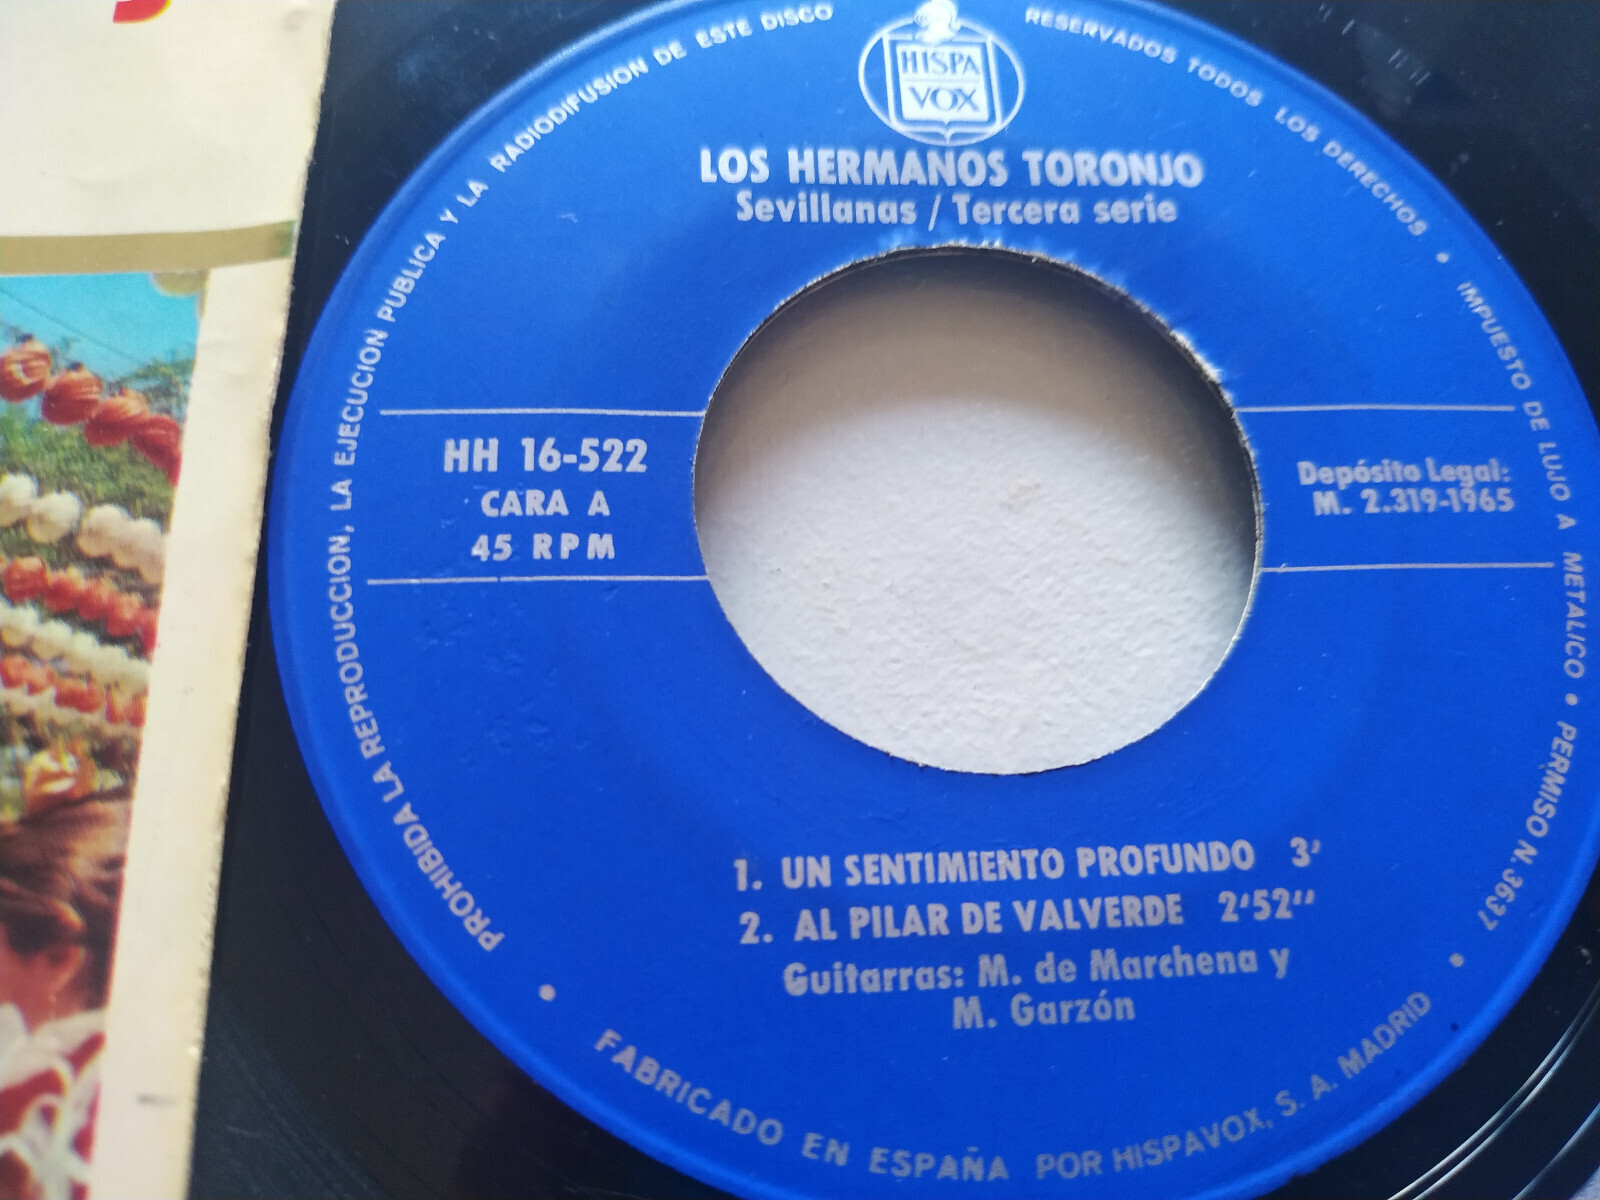 HISPA
VOX
LOS HERMANOS TORONJO
Sevillanas / Tercera serie
HH 16-522
CARA A
45 RPM
Depósito Legal:
M. 2.319-1965
1. UN SENTIMIENTO PROFUNDO 3'
2. AL PILAR DE VALVERDE 2'52''
Guitarras: M. de Marchena y
M. Garzón
PROHIBIDA LA REPRODUCCION, LA EJECUCION PUBLICA Y LA RADIODIFUSION DE ESTE DISCO
RESERVADOS TODOS LOS DERECHOS • IMPUESTO DE LUJO A METALICO • PERMISO N. 3637 •
FABRICADO EN ESPAÑA POR HISPAVOX, S. A. MADRID